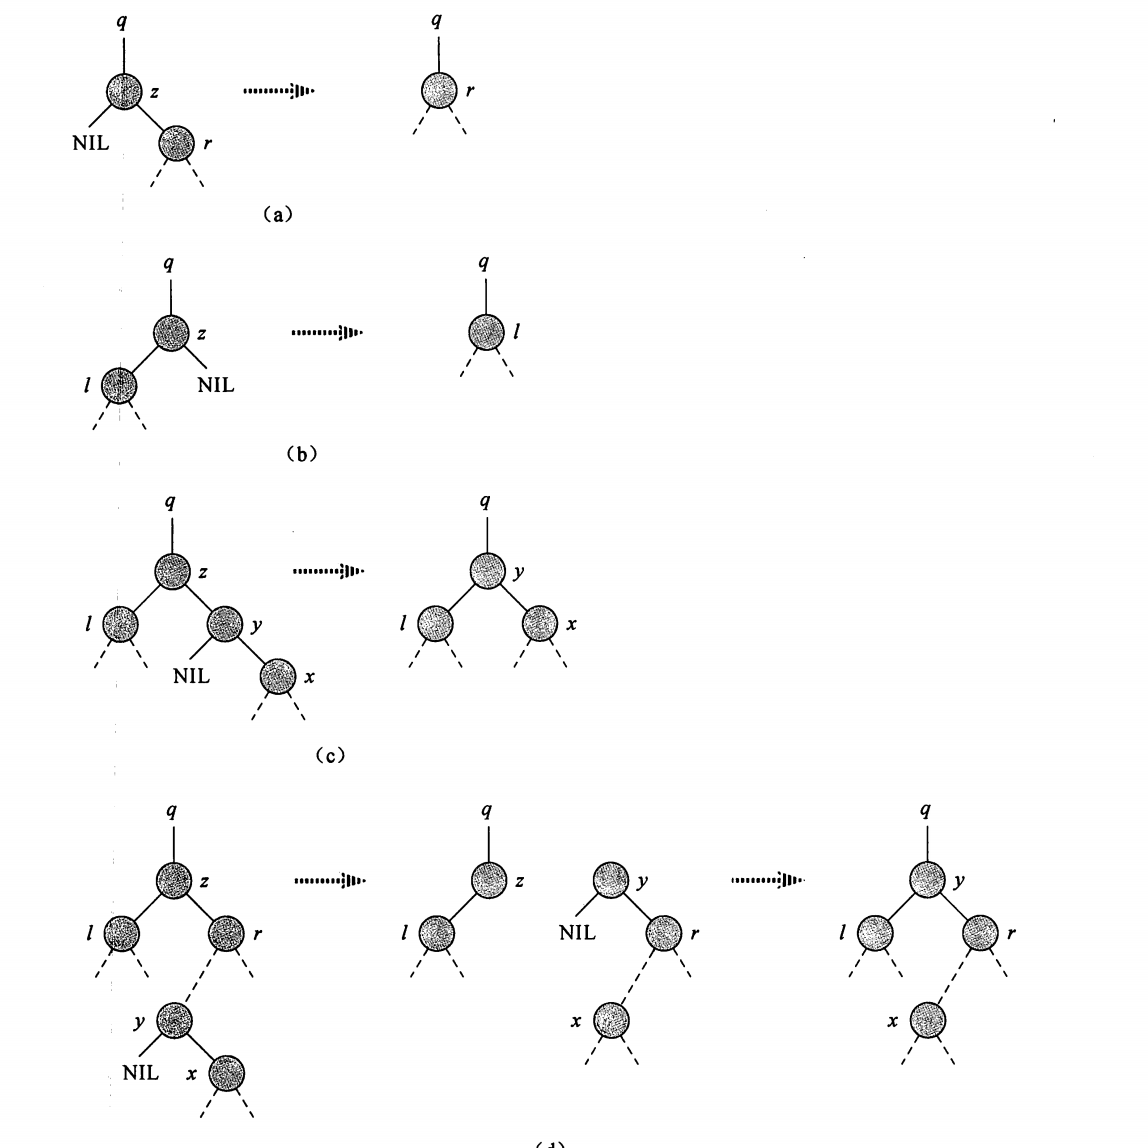 q q
z r
NIL r
(a)
q q
z l
l NIL
(b)
q q
z y
l y l x
NIL x
(c)
q q q
z z y y
l r l NIL r l r
y x x
NIL x
(d)